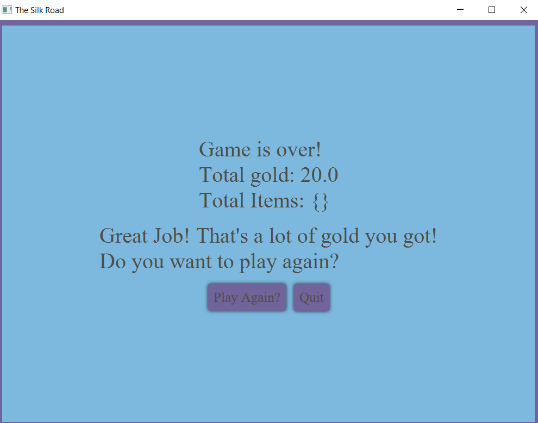 The Silk Road
Game is over!
Total gold: 20.0
Total Items: {}
Great Job! That's a lot of gold you got!
Do you want to play again?
Play Again? Quit